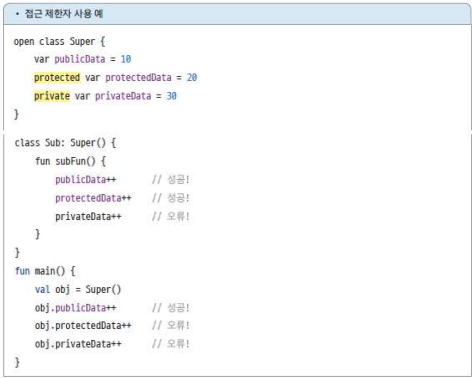 • 접근 제한자 사용 예
open class Super {
    var publicData = 10
    protected var protectedData = 20
    private var privateData = 30
}
class Sub: Super() {
    fun subFun() {
        publicData++ // 성공!
        protectedData++ // 성공!
        privateData++ // 오류!
    }
}
fun main() {
    val obj = Super()
    obj.publicData++ // 성공!
    obj.protectedData++ // 오류!
    obj.privateData++ // 오류!
}